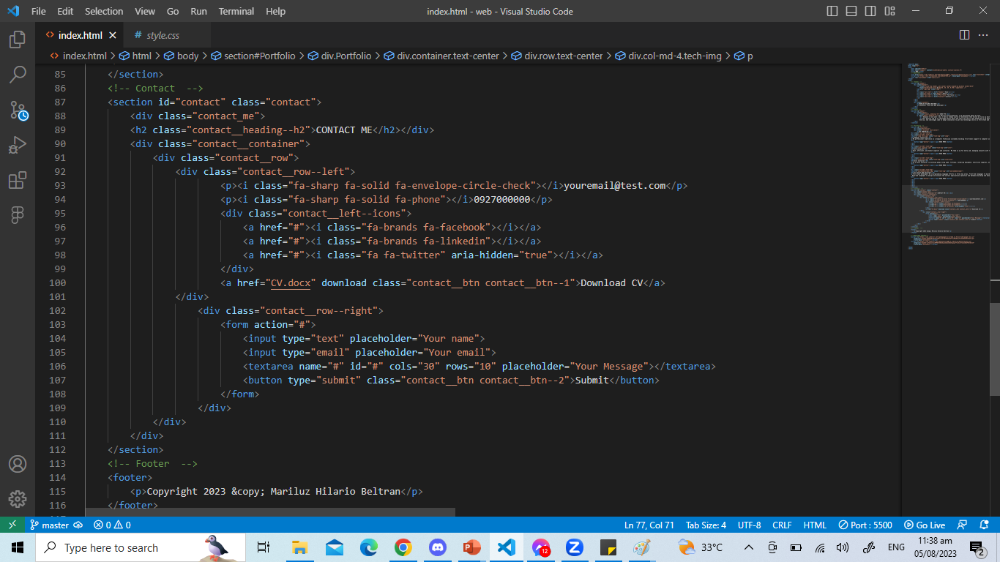 File Edit Selection View Go Run Terminal Help index.html - web - Visual Studio Code
index.html style.css
index.html > html > body > section#Portfolio > div.Portfolio > div.container.text-center > div.row.text-center > div.col-md-4.tech-img > p
85 </section>
86 <!-- Contact  -->
87 <section id="contact" class="contact">
88 <div class="contact_me">
89 <h2 class="contact__heading--h2">CONTACT ME</h2></div>
90 <div class="contact__container">
91 <div class="contact__row">
92 <div class="contact__row--left">
93 <p><i class="fa-sharp fa-solid fa-envelope-circle-check"></i>youremail@test.com</p>
94 <p><i class="fa-sharp fa-solid fa-phone"></i>0927000000</p>
95 <div class="contact__left--icons">
96 <a href="#"><i class="fa-brands fa-facebook"></i></a>
97 <a href="#"><i class="fa-brands fa-linkedin"></i></a>
98 <a href="#"><i class="fa fa-twitter" aria-hidden="true"></i></a>
99 </div>
100 <a href="CV.docx" download class="contact__btn contact__btn--1">Download CV</a>
101 </div>
102 <div class="contact__row--right">
103 <form action="#">
104 <input type="text" placeholder="Your name">
105 <input type="email" placeholder="Your email">
106 <textarea name="#" id="#" cols="30" rows="10" placeholder="Your Message"></textarea>
107 <button type="submit" class="contact__btn contact__btn--2">Submit</button>
108 </form>
109 </div>
110 </div>
111 </div>
112 </section>
113 <!-- Footer  -->
114 <footer>
115 <p>Copyright 2023 &copy; Mariluz Hilario Beltran</p>
116 </footer>
master 0 0 Ln 77, Col 71 Tab Size: 4 UTF-8 CRLF HTML Port : 5500 Go Live
Type here to search 12 33°C ENG 11:38 am
05/08/2023 2